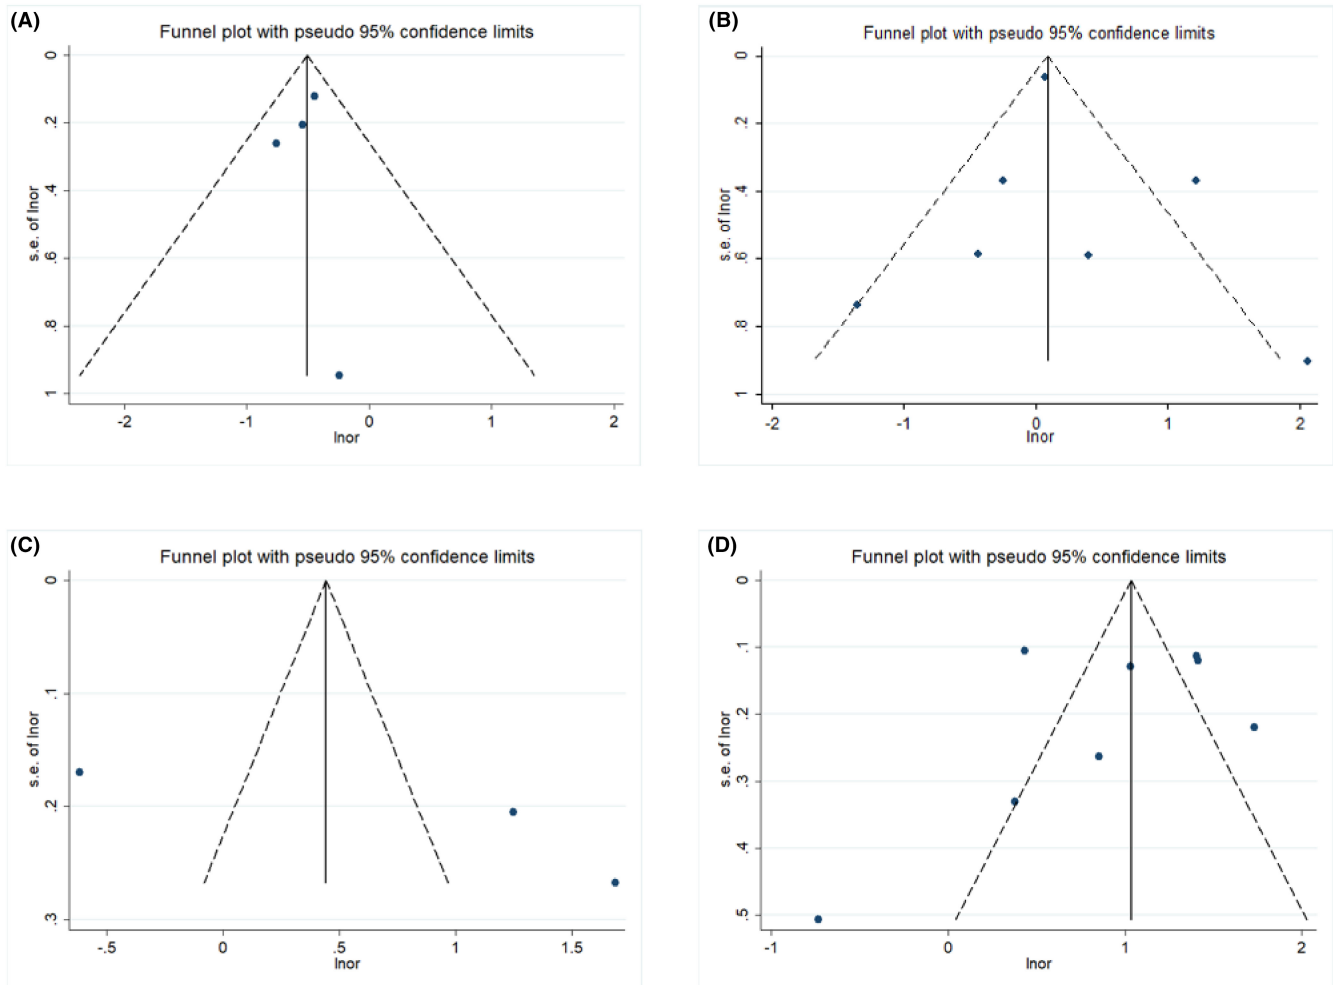 (A)
Funnel plot with pseudo 95% confidence limits
s.e. of lnor
0
.2
.4
.6
.8
1
-2
-1
0
1
2
lnor
(B)
Funnel plot with pseudo 95% confidence limits
s.e. of lnor
0
.2
.4
.6
.8
1
-2
-1
0
1
2
lnor
(C)
Funnel plot with pseudo 95% confidence limits
s.e. of lnor
0
.1
.2
.3
-.5
0
.5
1
1.5
lnor
(D)
Funnel plot with pseudo 95% confidence limits
s.e. of lnor
0
.1
.2
.3
.4
.5
-1
0
1
2
lnor